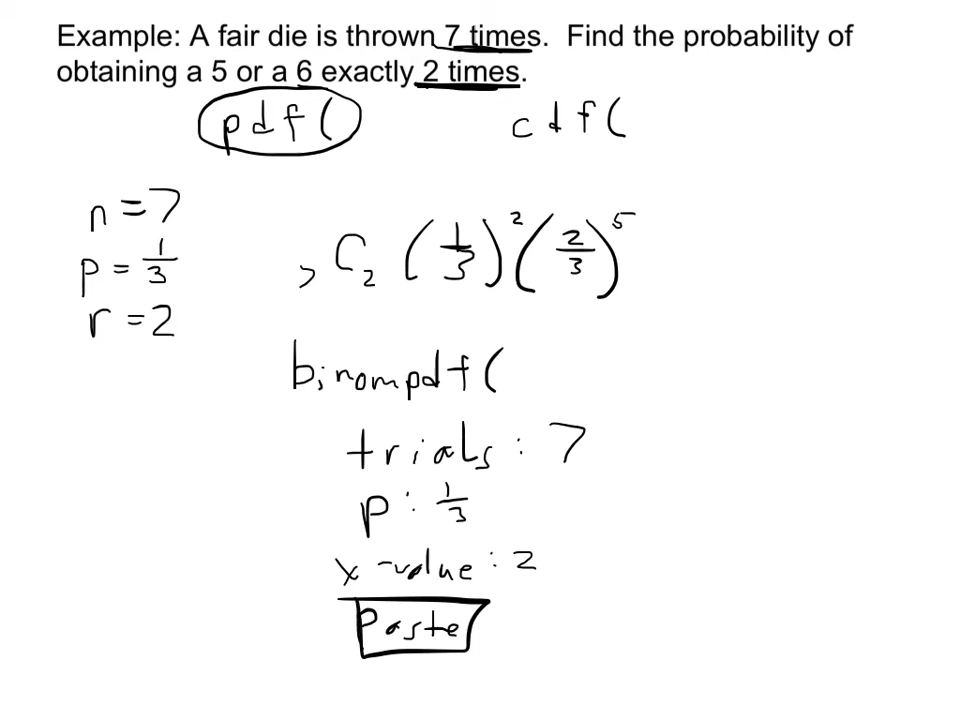 Example: A fair die is thrown 7 times. Find the probability of
obtaining a 5 or a 6 exactly 2 times.
pdf( cdf(
n = 7
p = 1/3
r = 2
7C2 (1/3)^2 (2/3)^5
binompdf(
trials: 7
p: 1/3
x-value: 2
Paste